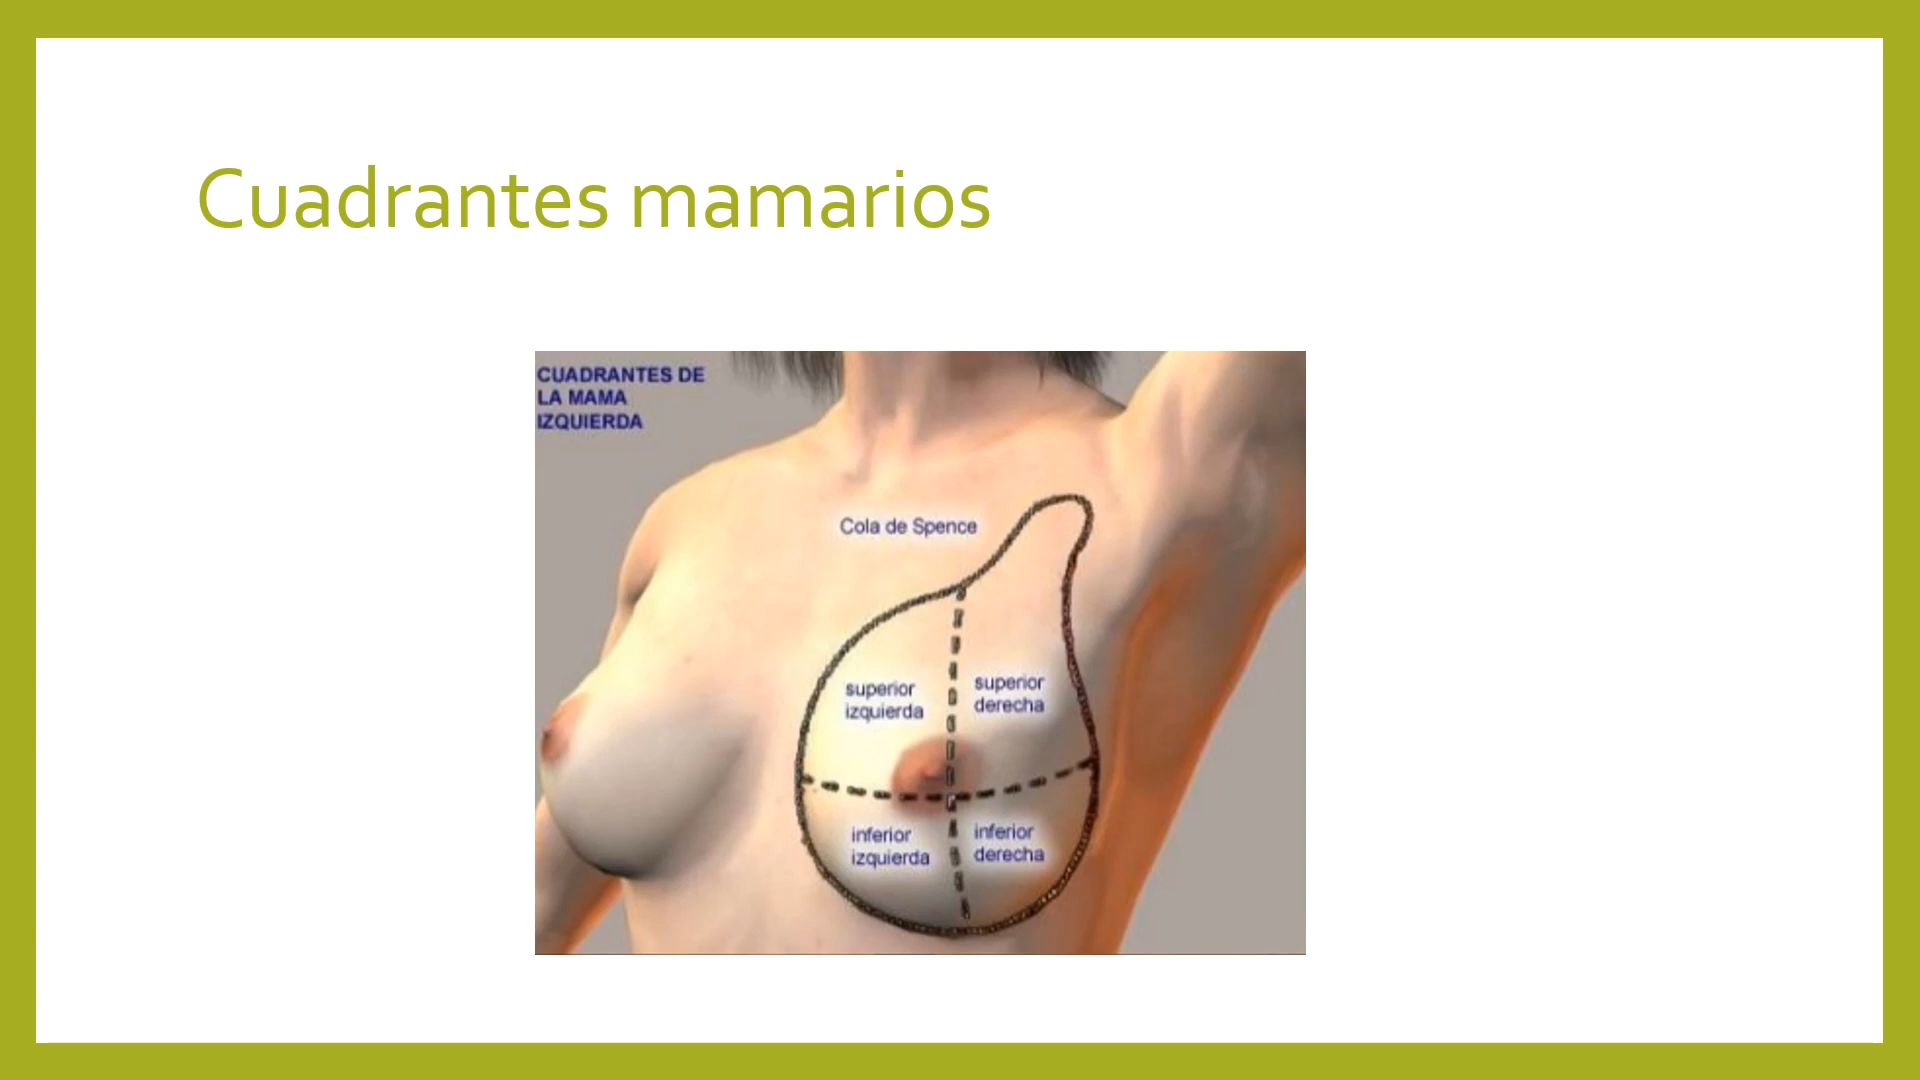 Cuadrantes mamarios
CUADRANTES DE
LA MAMA
IZQUIERDA
Cola de Spence
superior
izquierda
superior
derecha
inferior
izquierda
inferior
derecha